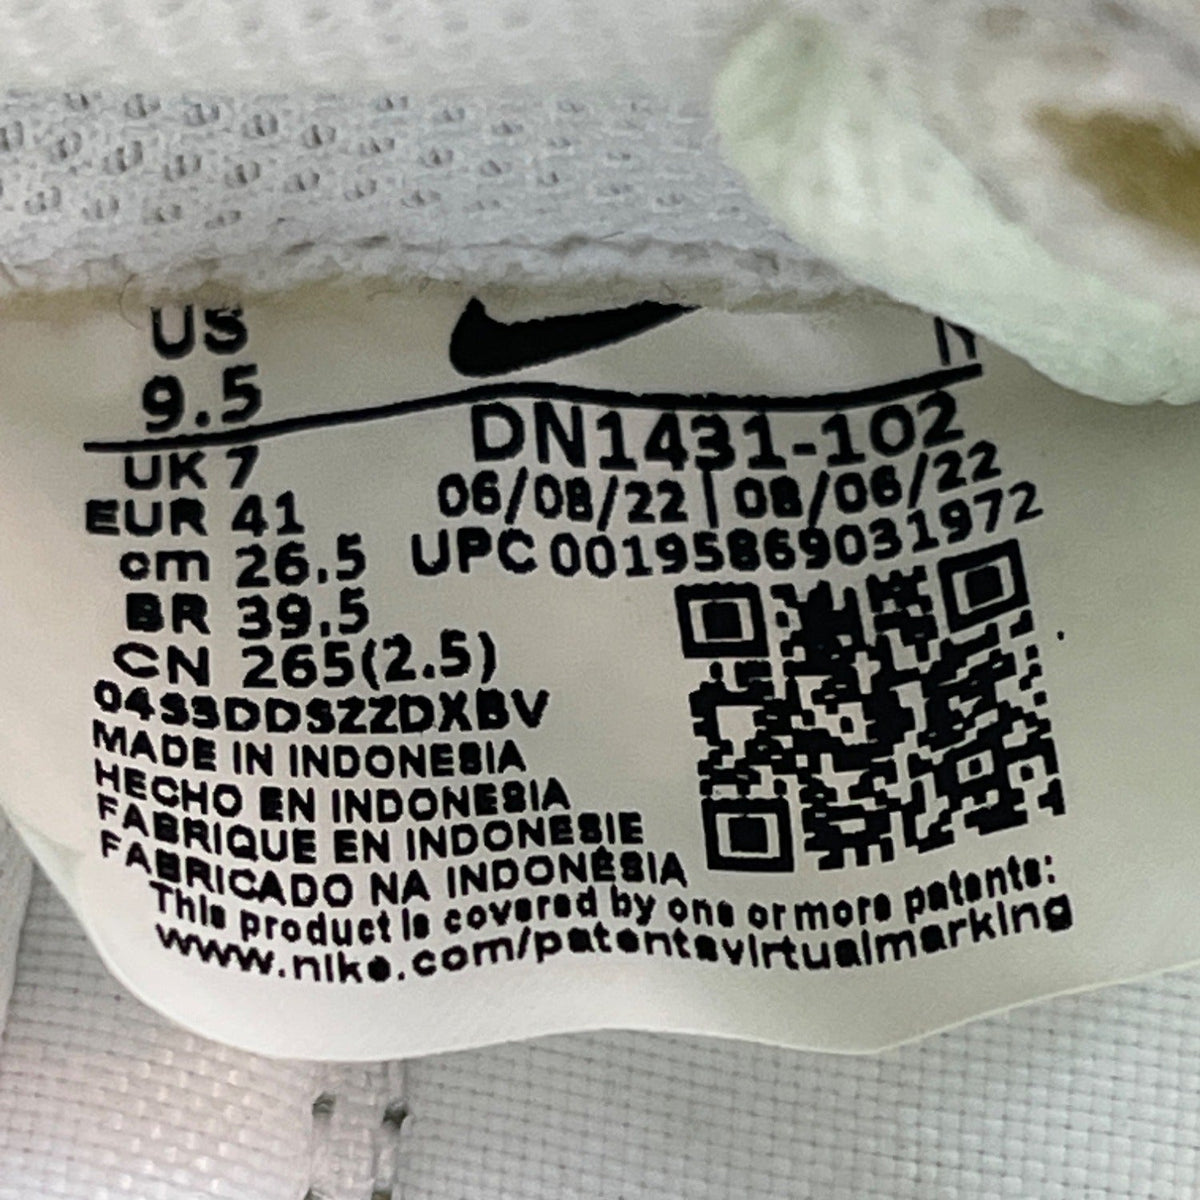 US
9.5
UK 7
EUR 41
cm 26.5
BR 39.5
CN 265(2.5)
DN1431-102
06/08/22 | 08/06/22
UPC 00195869031972
04SSDDSZZDXBV
MADE IN INDONESIA
HECHO EN INDONESIA
FABRIQUE EN INDONESIE
FABRICADO NA INDONÉSIA
This product is covered by one or more patents:
www.nike.com/patentsvirtualmarking